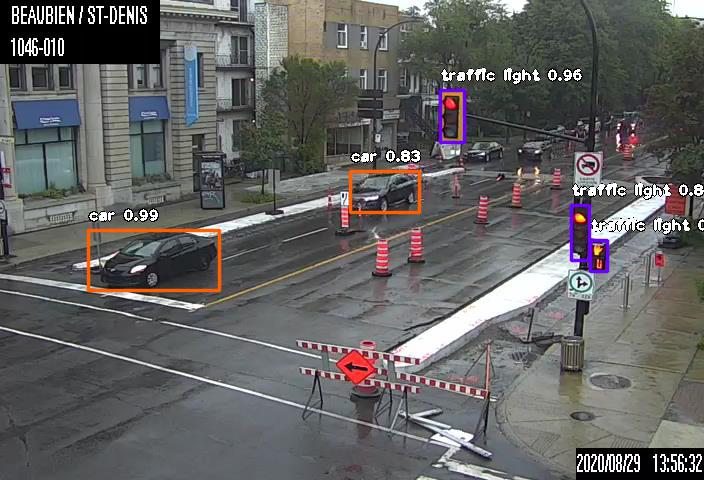 BEAUBIEN / ST-DENIS
1046-010
traffic light 0.96
car 0.83
traffic light 0.8
traffic light 0
car 0.99
2020/08/29 13:56:32